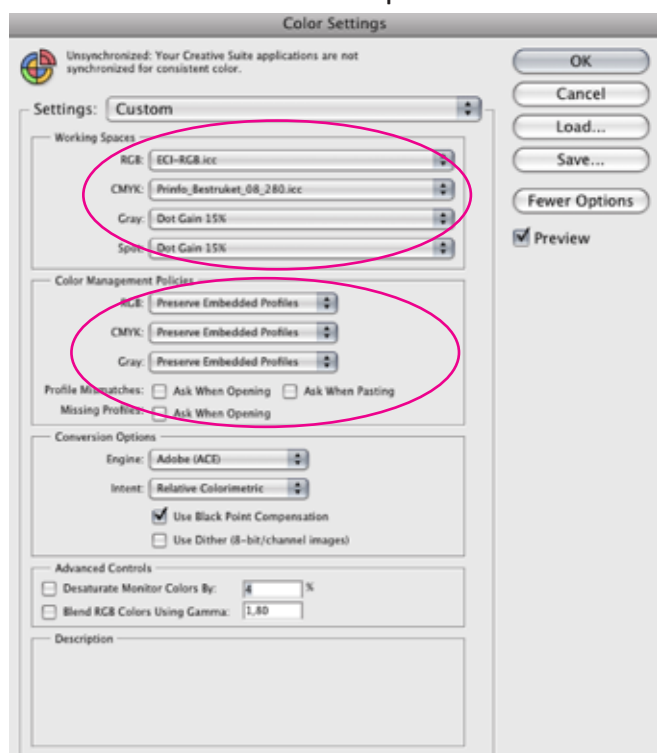 Color Settings
Unsynchronized: Your Creative Suite applications are not
synchronized for consistent color.
OK
Cancel
Load...
Save...
Fewer Options
Preview
Settings: Custom
Working Spaces
RGB: ECI-RGB.icc
CMYK: Prinfo_Bestruket_08_280.icc
Gray: Dot Gain 15%
Spot: Dot Gain 15%
Color Management Policies
RGB: Preserve Embedded Profiles
CMYK: Preserve Embedded Profiles
Gray: Preserve Embedded Profiles
Profile Mismatches: Ask When Opening Ask When Pasting
Missing Profiles: Ask When Opening
Conversion Options
Engine: Adobe (ACE)
Intent: Relative Colorimetric
Use Black Point Compensation
Use Dither (8-bit/channel images)
Advanced Controls
Desaturate Monitor Colors By: 4 %
Blend RGB Colors Using Gamma: 1,80
Description